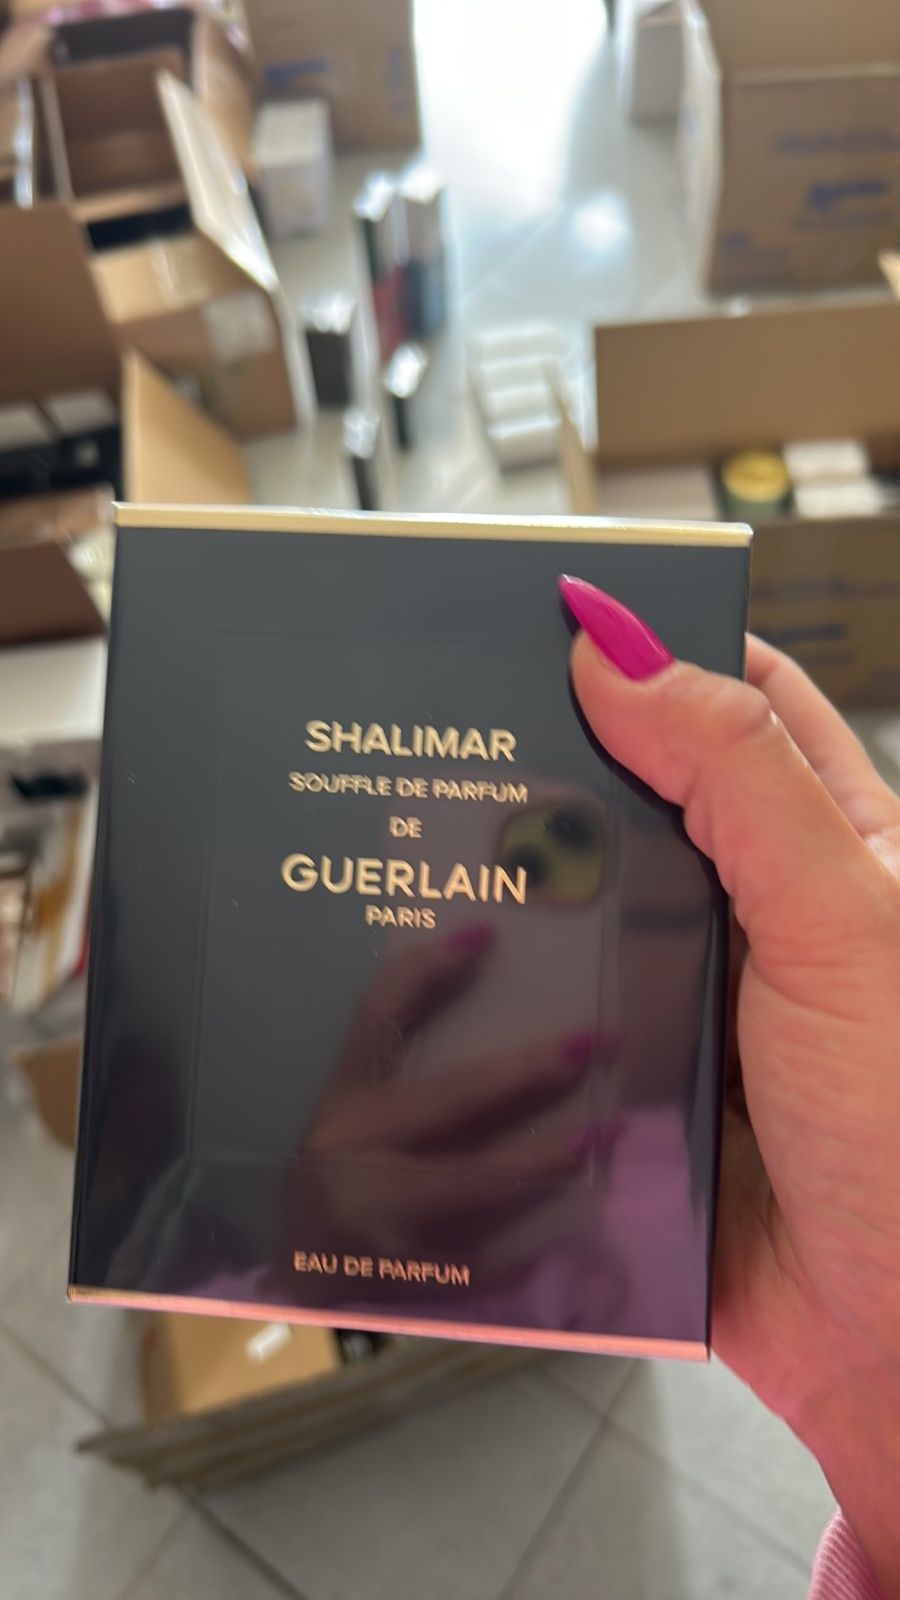 SHALIMAR
SOUFFLE DE PARFUM
DE
GUERLAIN
PARIS
EAU DE PARFUM